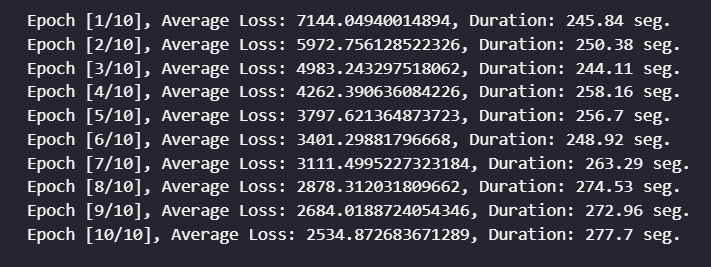 Epoch [1/10], Average Loss: 7144.04940014894, Duration: 245.84 seg.
Epoch [2/10], Average Loss: 5972.756128522326, Duration: 250.38 seg.
Epoch [3/10], Average Loss: 4983.243297518062, Duration: 244.11 seg.
Epoch [4/10], Average Loss: 4262.390636084226, Duration: 258.16 seg.
Epoch [5/10], Average Loss: 3797.621364873723, Duration: 256.7 seg.
Epoch [6/10], Average Loss: 3401.29881796668, Duration: 248.92 seg.
Epoch [7/10], Average Loss: 3111.4995227323184, Duration: 263.29 seg.
Epoch [8/10], Average Loss: 2878.312031809662, Duration: 274.53 seg.
Epoch [9/10], Average Loss: 2684.0188724054346, Duration: 272.96 seg.
Epoch [10/10], Average Loss: 2534.872683671289, Duration: 277.7 seg.